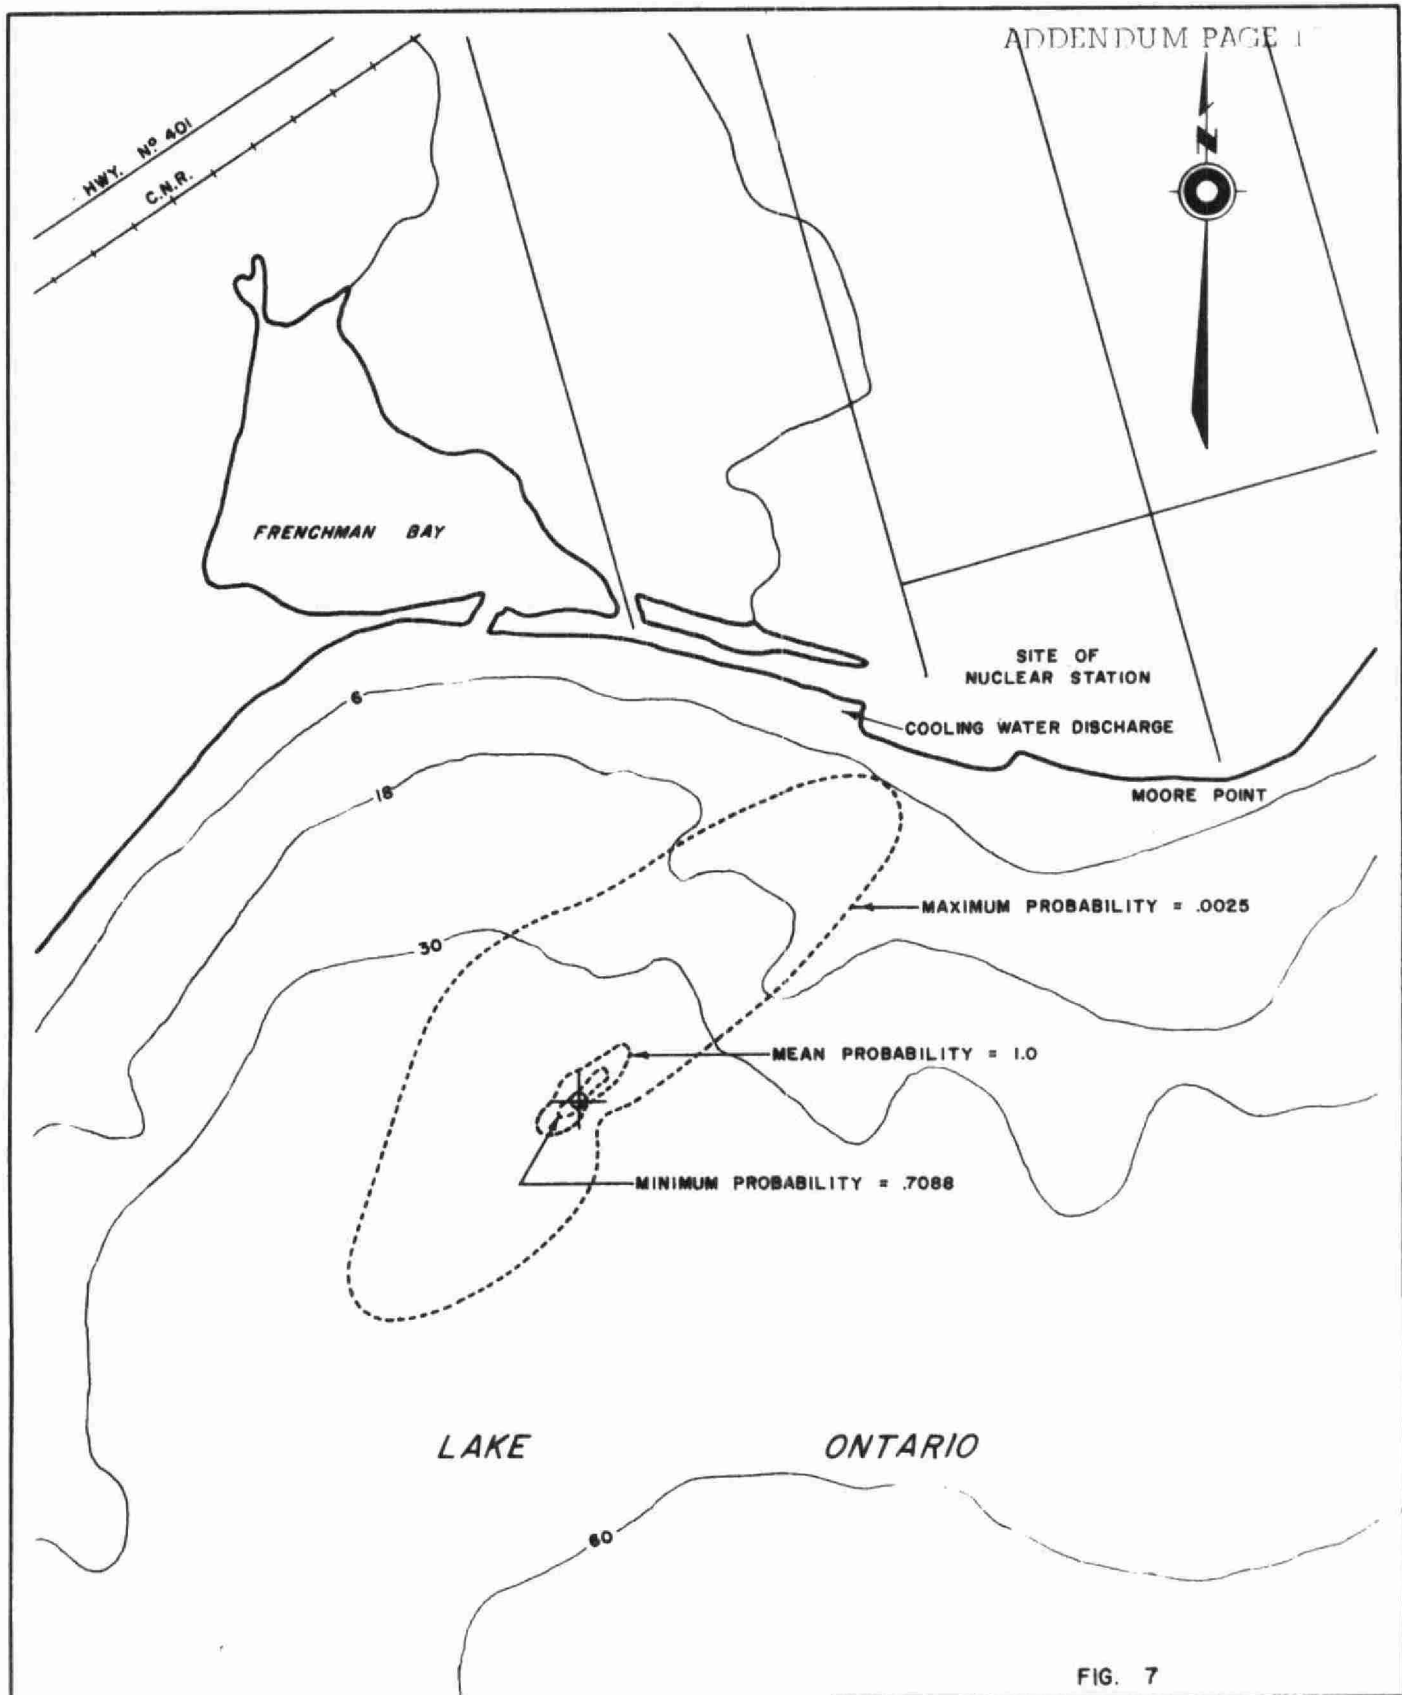 ADDENDUM PAGE 1
HWY. Nº 401
C.N.R.
N
FRENCHMAN BAY
SITE OF
NUCLEAR STATION
COOLING WATER DISCHARGE
6
MOORE POINT
18
MAXIMUM PROBABILITY = .0025
30
MEAN PROBABILITY = 1.0
MINIMUM PROBABILITY = .7088
LAKE ONTARIO
60
FIG. 7